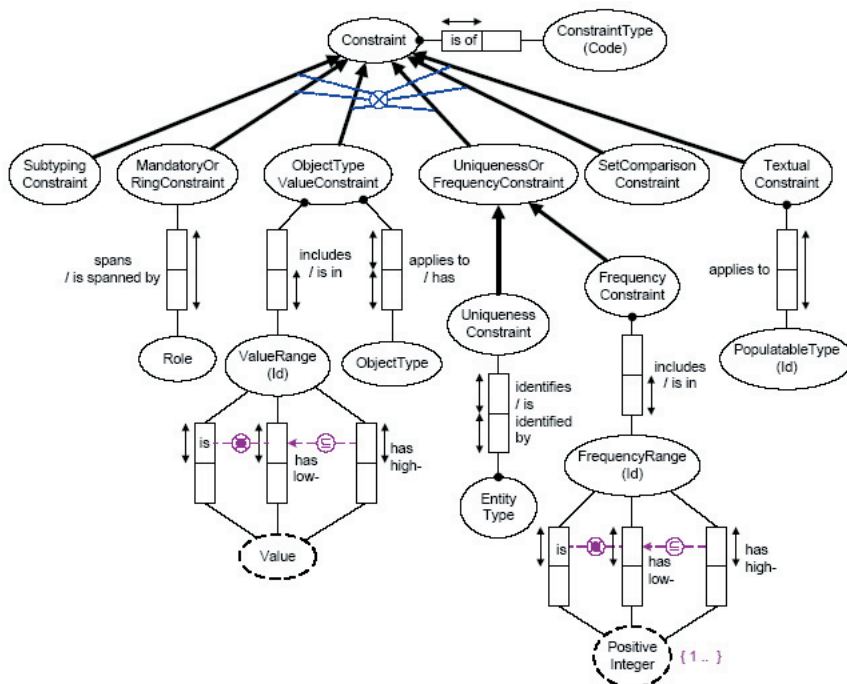 Constraint
is of
ConstraintType
(Code)
Subtyping
Constraint
MandatoryOr
RingConstraint
ObjectType
ValueConstraint
UniquenessOr
FrequencyConstraint
SetComparison
Constraint
Textual
Constraint
spans
/ is spanned by
includes
/ is in
applies to
/ has
Uniqueness
Constraint
Frequency
Constraint
applies to
Role
ValueRange
(Id)
ObjectType
PopulatableType
(Id)
identifies
/ is
identified
by
includes
/ is in
is
has
low-
⊆
has
high-
FrequencyRange
(Id)
Entity
Type
Value
is
has
low-
⊆
has
high-
Positive
Integer
{ 1 .. }